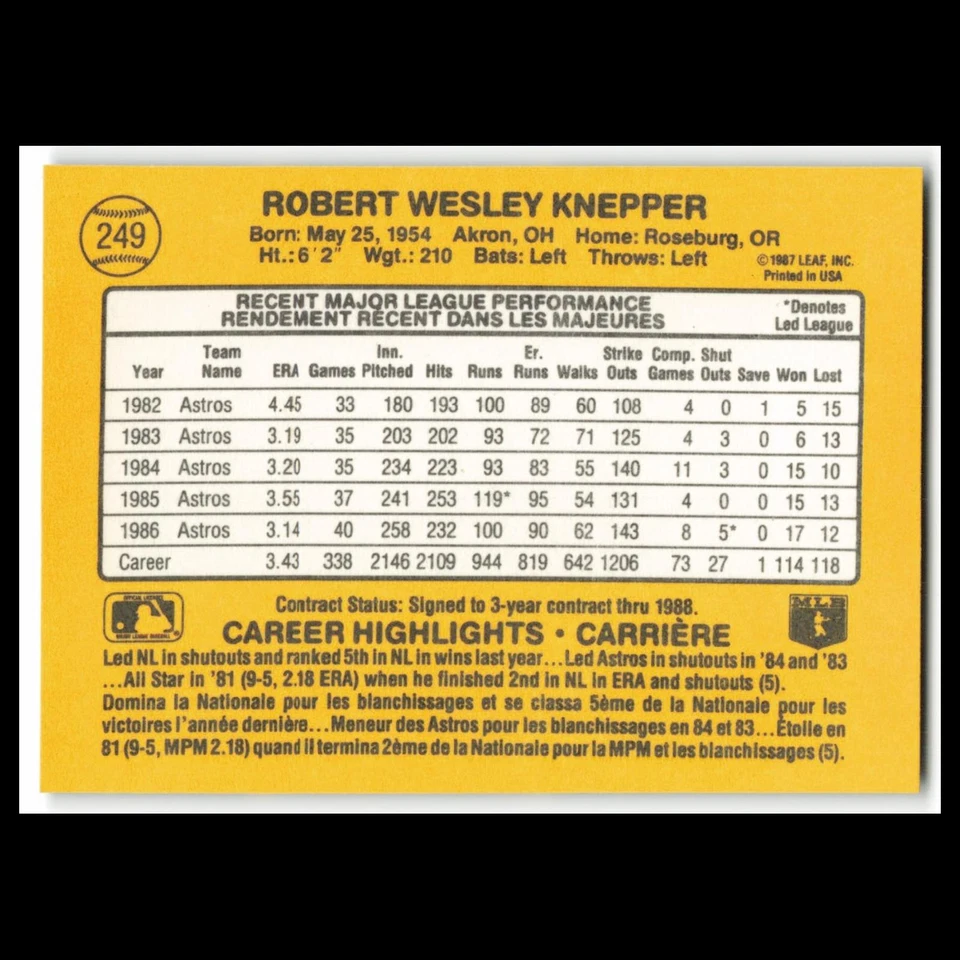 249
ROBERT WESLEY KNEPPER
Born: May 25, 1954 Akron, OH Home: Roseburg, OR
Ht.: 6'2" Wgt.: 210 Bats: Left Throws: Left
©1987 LEAF, INC.
Printed in USA
RECENT MAJOR LEAGUE PERFORMANCE
RENDEMENT RÉCENT DANS LES MAJEURES
*Denotes
Led League
Year Team Name ERA Games Inn. Pitched Hits Runs Er. Runs Walks Strike Outs Comp. Games Shut Outs Save Won Lost
1982 Astros 4.45 33 180 193 100 89 60 108 4 0 1 5 15
1983 Astros 3.19 35 203 202 93 72 71 125 4 3 0 6 13
1984 Astros 3.20 35 234 223 93 83 55 140 11 3 0 15 10
1985 Astros 3.55 37 241 253 119* 95 54 131 4 0 0 15 13
1986 Astros 3.14 40 258 232 100 90 62 143 8 5* 0 17 12
Career 3.43 338 2146 2109 944 819 642 1206 73 27 1 114 118
OFFICIAL LICENSEE
MAJOR LEAGUE BASEBALL
Contract Status: Signed to 3-year contract thru 1988.
MLB
CAREER HIGHLIGHTS • CARRIÈRE
Led NL in shutouts and ranked 5th in NL in wins last year...Led Astros in shutouts in '84 and '83
...All Star in '81 (9-5, 2.18 ERA) when he finished 2nd in NL in ERA and shutouts (5).
Domina la Nationale pour les blanchissages et se classa 5ème de la Nationale pour les
victoires l'année dernière...Meneur des Astros pour les blanchissages en 84 et 83...Étoile en
81 (9-5, MPM 2.18) quand il termina 2ème de la Nationale pour la MPM et les blanchissages (5).